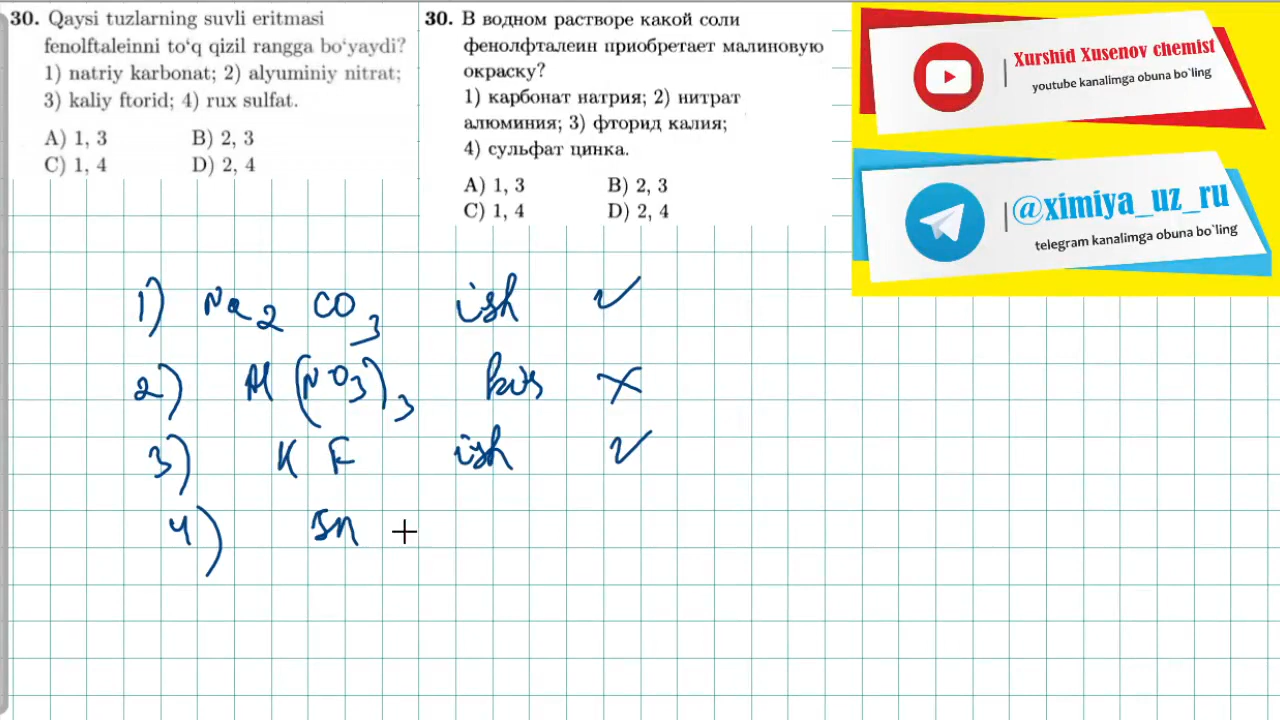 30. Qaysi tuzlarning suvli eritmasi
fenolftaleinni to‘q qizil rangga bo‘yaydi?
1) natriy karbonat; 2) alyuminiy nitrat;
3) kaliy ftorid; 4) rux sulfat.
A) 1, 3 B) 2, 3
C) 1, 4 D) 2, 4
30. В водном растворе какой соли
фенолфталеин приобретает малиновую
окраску?
1) карбонат натрия; 2) нитрат
алюминия; 3) фторид калия;
4) сульфат цинка.
A) 1, 3 B) 2, 3
C) 1, 4 D) 2, 4
Xurshid Xusenov chemist
youtube kanalimga obuna bo`ling
@ximiya_uz_ru
telegram kanalimga obuna bo`ling
1) Na2 CO3 ish ✓
2) Al (NO3)3 kis ✗
3) K F ish ✓
4) Zn